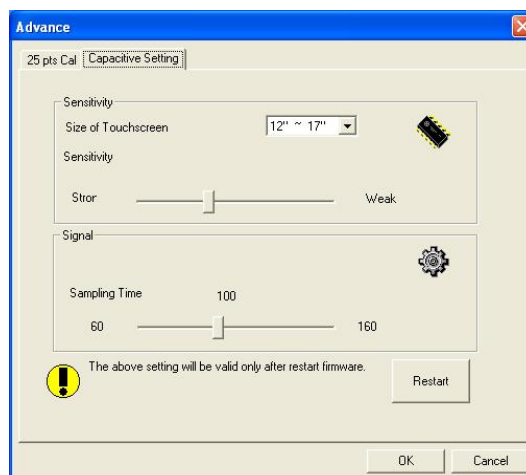 Advance
25 pts Cal Capacitive Setting
Sensitivity
Size of Touchscreen 12" ~ 17"
Sensitivity
Stror Weak
Signal
Sampling Time 100
60 160
The above setting will be valid only after restart firmware.
Restart
OK Cancel